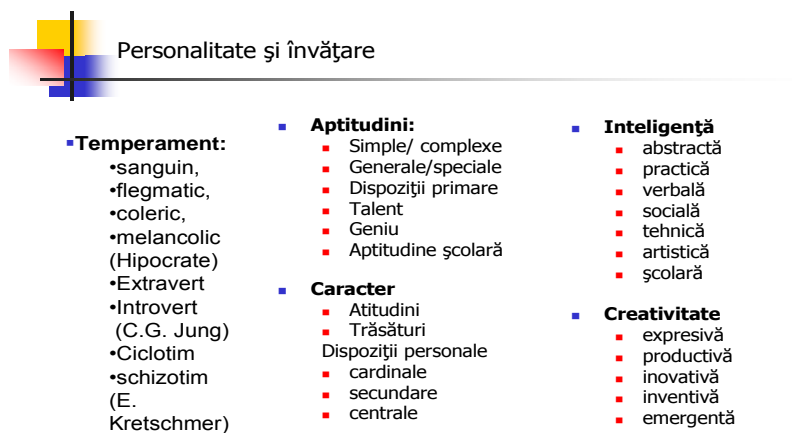 Personalitate şi învăţare
Temperament:
•sanguin,
•flegmatic,
•coleric,
•melancolic
(Hipocrate)
•Extravert
•Introvert
(C.G. Jung)
•Ciclotim
•schizotim
(E.
Kretschmer)
Aptitudini:
Simple/ complexe
Generale/speciale
Dispoziţii primare
Talent
Geniu
Aptitudine şcolară
Caracter
Atitudini
Trăsături
Dispoziţii personale
cardinale
secundare
centrale
Inteligenţă
abstractă
practică
verbală
socială
tehnică
artistică
şcolară
Creativitate
expresivă
productivă
inovativă
inventivă
emergentă